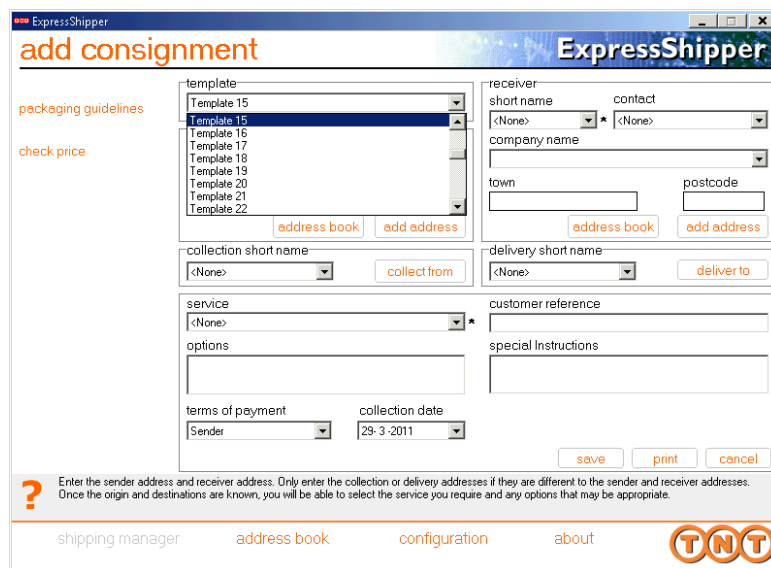 ExpressShipper
add consignment
ExpressShipper
packaging guidelines
check price
template
Template 15
Template 15
Template 16
Template 17
Template 18
Template 19
Template 20
Template 21
Template 22
address book
add address
receiver
short name
contact
<None>
*
<None>
company name
town
postcode
address book
add address
collection short name
<None>
collect from
delivery short name
<None>
deliver to
service
<None>
*
customer reference
options
special Instructions
terms of payment
collection date
Sender
29- 3 -2011
save
print
cancel
?
Enter the sender address and receiver address. Only enter the collection or delivery addresses if they are different to the sender and receiver addresses.
Once the origin and destinations are known, you will be able to select the service you require and any options that may be appropriate.
shipping manager
address book
configuration
about
TNT